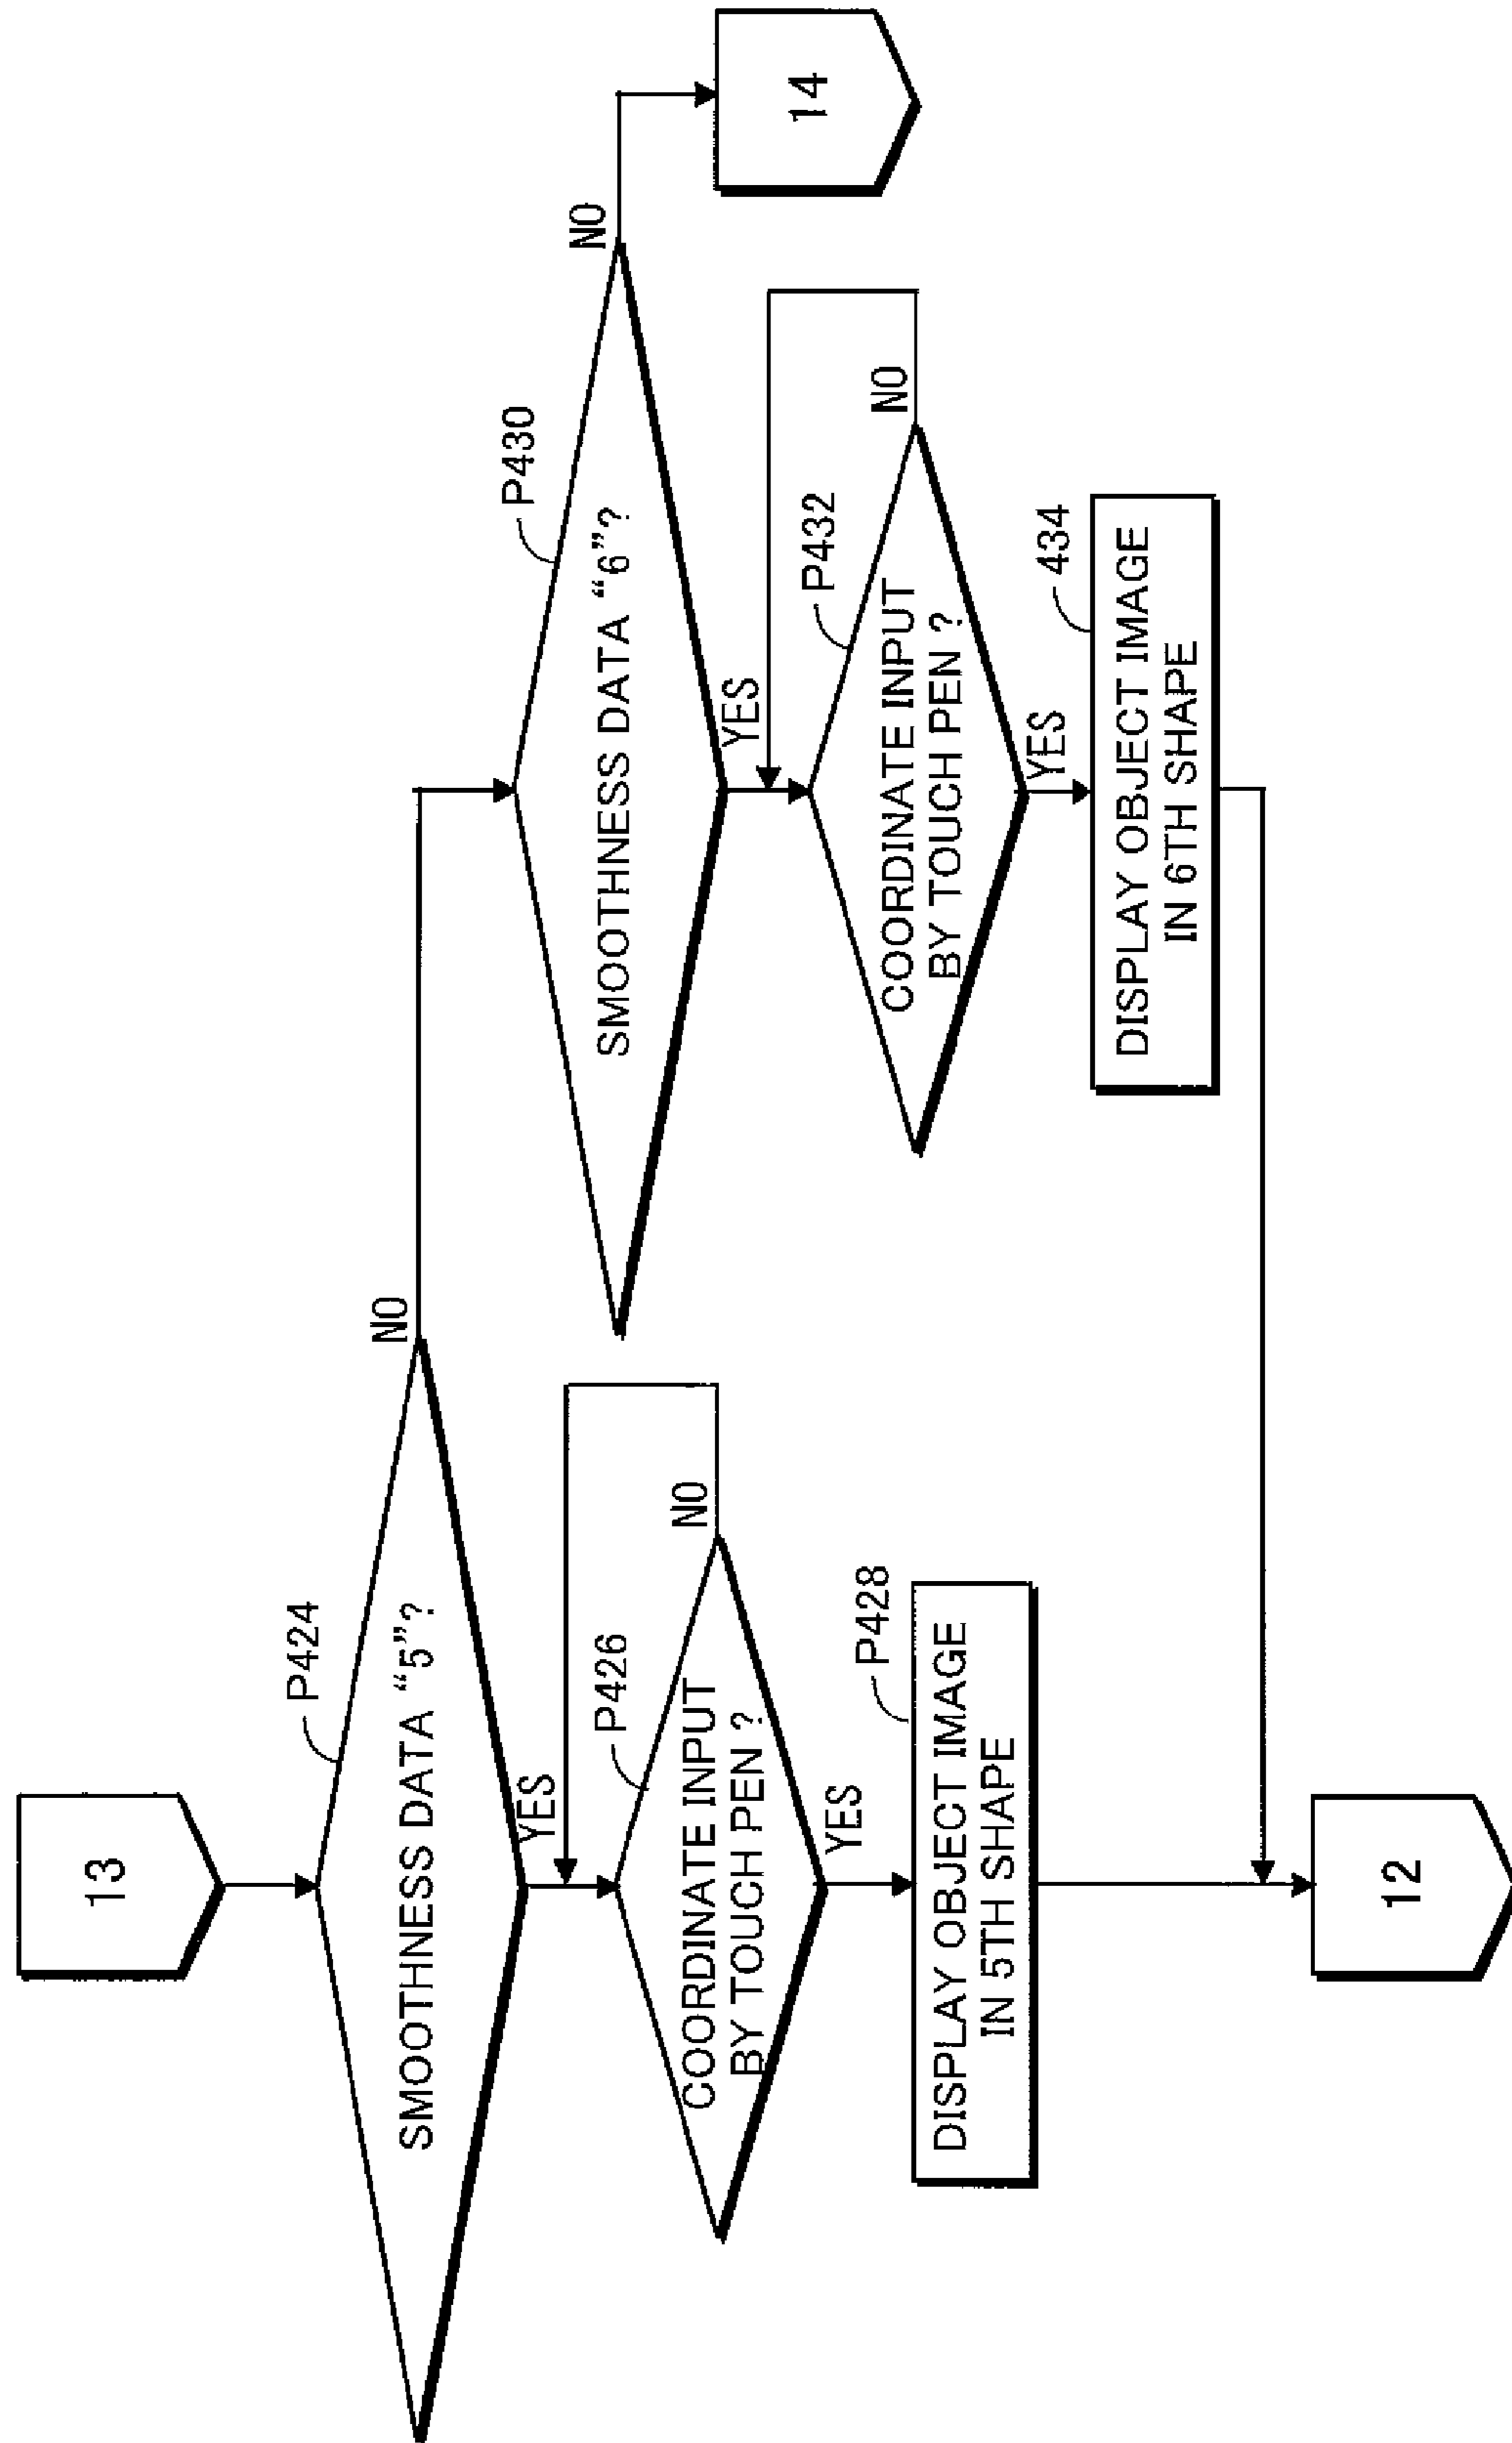 13
P424
SMOOTHNESS DATA “5”?
NO
YES
P426
COORDINATE INPUT
BY TOUCH PEN ?
NO
YES
P428
DISPLAY OBJECT IMAGE
IN 5TH SHAPE
12
P430
SMOOTHNESS DATA “6”?
NO
YES
P432
COORDINATE INPUT
BY TOUCH PEN ?
NO
YES
434
DISPLAY OBJECT IMAGE
IN 6TH SHAPE
14